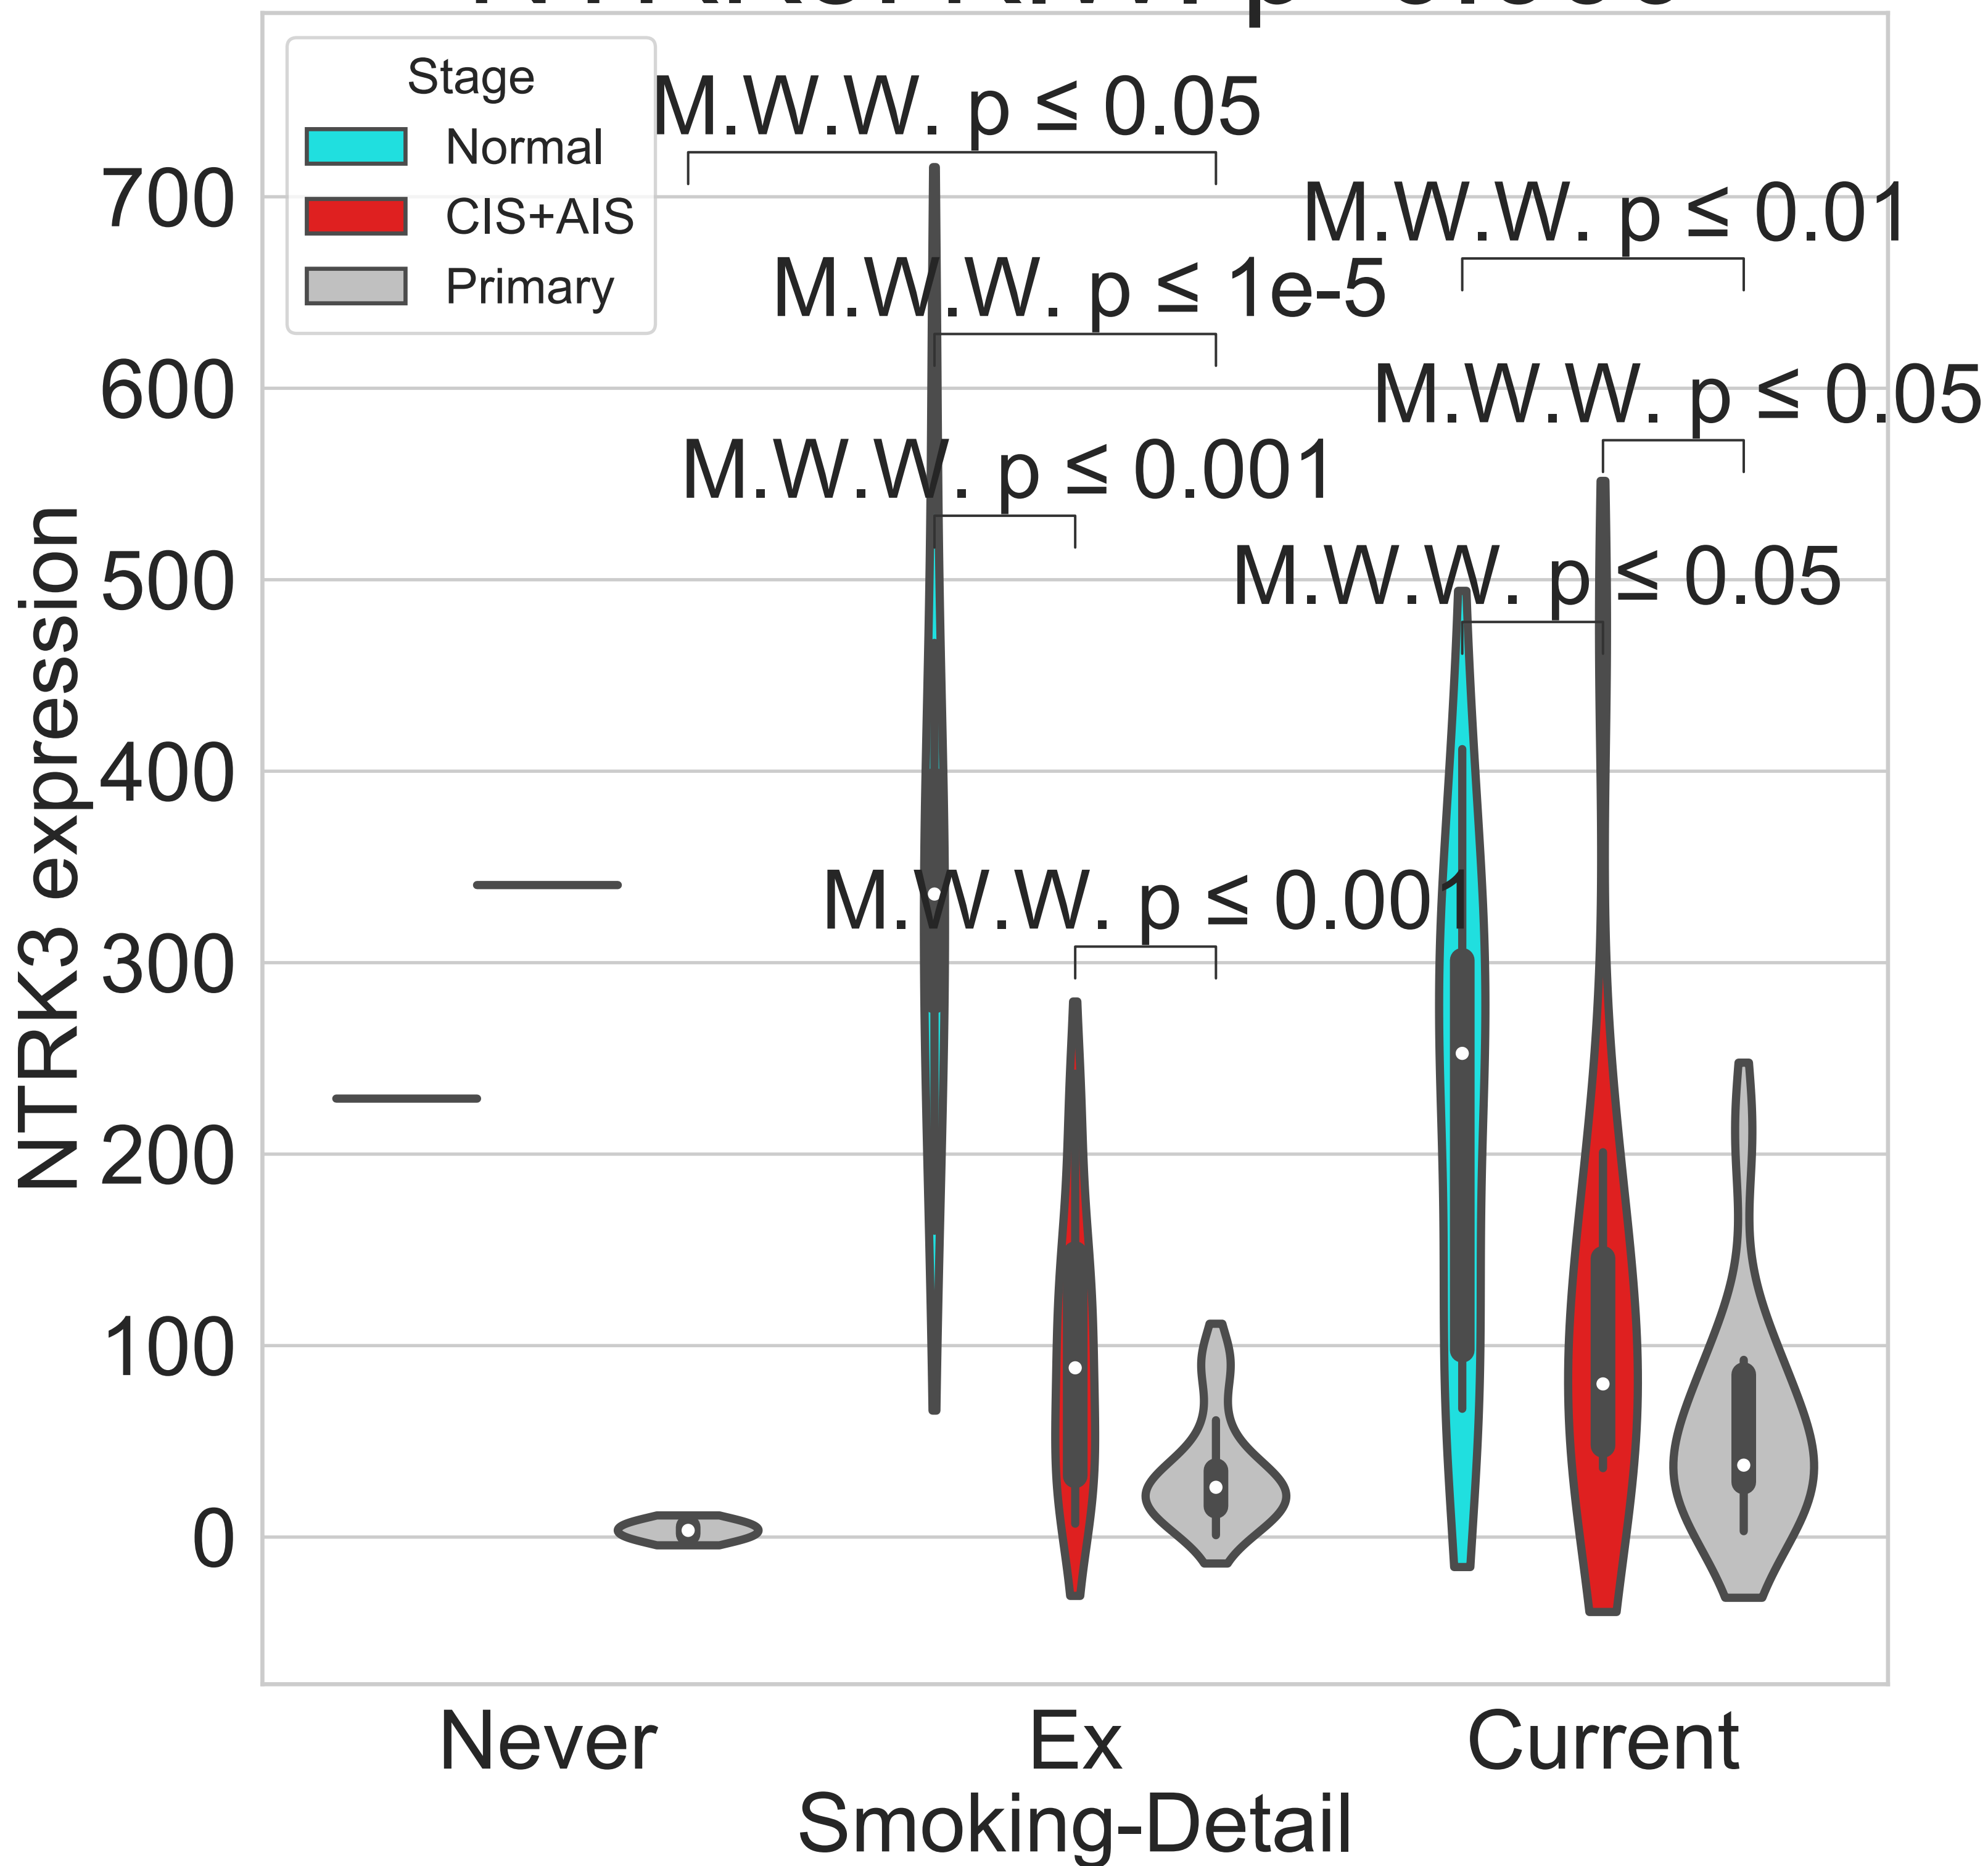 Stage
Normal
CIS+AIS
Primary
M.W.W. p ≤ 0.05
M.W.W. p ≤ 0.01
M.W.W. p ≤ 1e-5
M.W.W. p ≤ 0.05
M.W.W. p ≤ 0.001
M.W.W. p ≤ 0.05
M.W.W. p ≤ 0.001
NTRK3 expression
700
600
500
400
300
200
100
0
Never
Ex
Current
Smoking-Detail